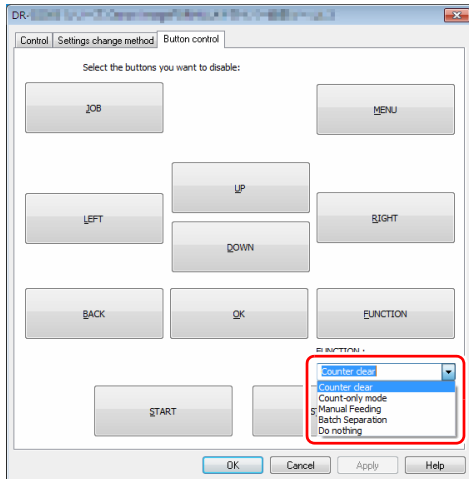 DR-
Control Settings change method Button control
Select the buttons you want to disable:
JOB
MENU
UP
LEFT
RIGHT
DOWN
BACK
OK
FUNCTION
FUNCTION :
Counter clear
Counter clear
Count-only mode
Manual Feeding
Batch Separation
Do nothing
START
OK Cancel Apply Help